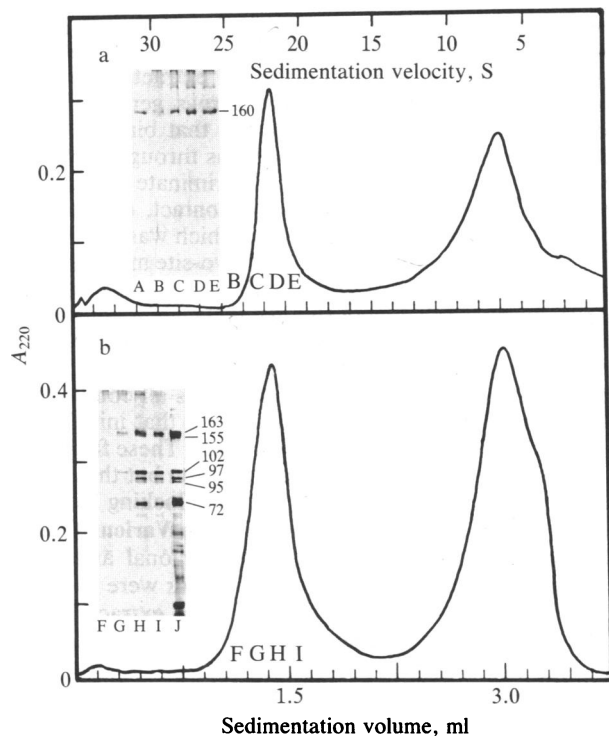 30 25 20 15 10 5
Sedimentation velocity, S
a
160
0.2
A B C D E
B C D E
0
A220
b
0.4
163
155
102
97
95
72
0.2
F G H I J
F G H I
0
1.5 3.0
Sedimentation volume, ml